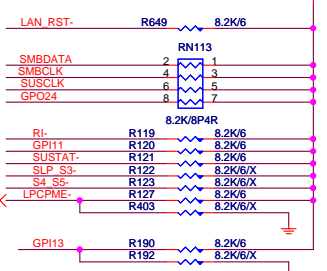 LAN_RST- R649 8.2K/6
RN113
SMBDATA 2 1
SMBCLK 4 3
SUSCLK 6 5
GPO24 8 7
8.2K/8P4R
RI- R119 8.2K/6
GPI11 R120 8.2K/6
SUSTAT- R121 8.2K/6
SLP_S3- R122 8.2K/6/X
S4_S5- R123 8.2K/6/X
LPCPME- R127 8.2K/6
R403 8.2K/6/X
GPI13 R190 8.2K/6
R192 8.2K/6/X